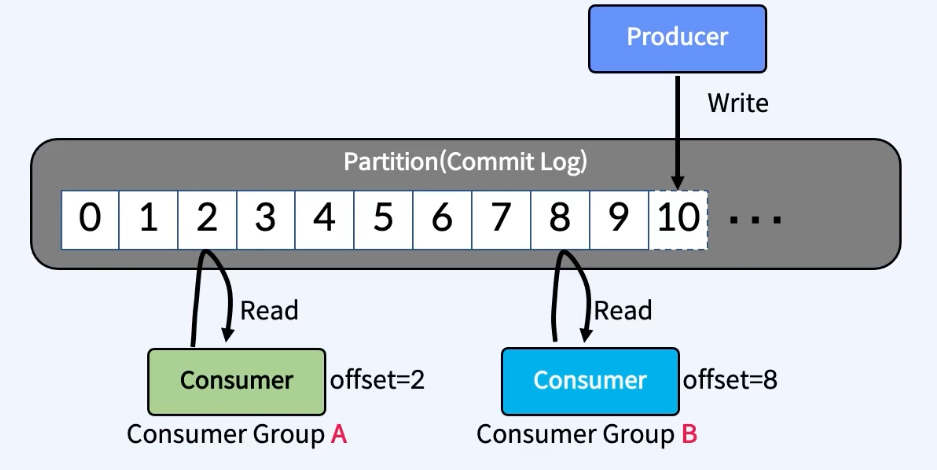 Producer
Write
Partition(Commit Log)
0 1 2 3 4 5 6 7 8 9 10 ...
Read
Read
Consumer offset=2
Consumer offset=8
Consumer Group A
Consumer Group B